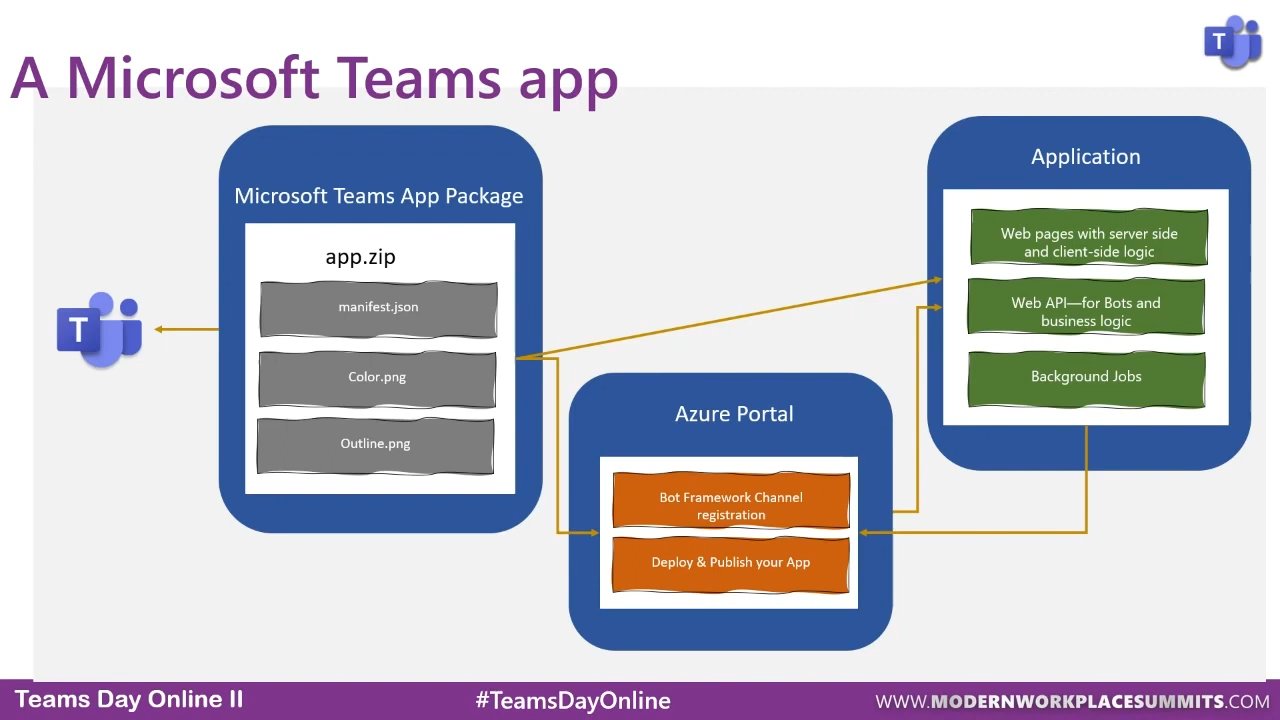 T
A Microsoft Teams app
Microsoft Teams App Package
app.zip
manifest.json
Color.png
Outline.png
T
Azure Portal
Bot Framework Channel
registration
Deploy & Publish your App
Application
Web pages with server side
and client-side logic
Web API—for Bots and
business logic
Background Jobs
Teams Day Online II
#TeamsDayOnline
WWW.MODERNWORKPLACESUMMITS.COM